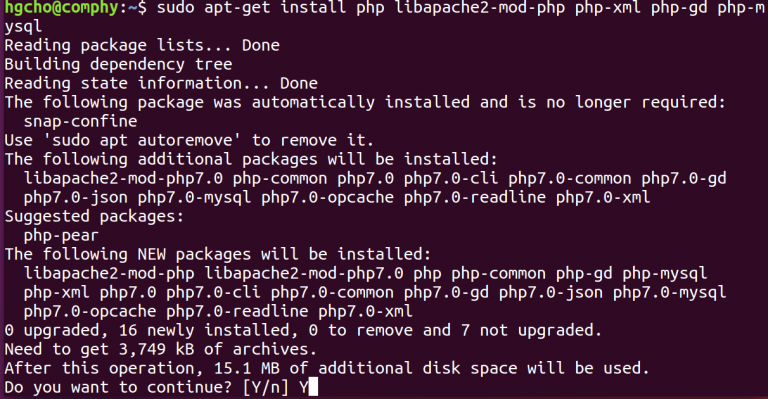 hgcho@comphy:~$ sudo apt-get install php libapache2-mod-php php-xml php-gd php-m
ysql
Reading package lists... Done
Building dependency tree
Reading state information... Done
The following package was automatically installed and is no longer required:
  snap-confine
Use 'sudo apt autoremove' to remove it.
The following additional packages will be installed:
  libapache2-mod-php7.0 php-common php7.0 php7.0-cli php7.0-common php7.0-gd
  php7.0-json php7.0-mysql php7.0-opcache php7.0-readline php7.0-xml
Suggested packages:
  php-pear
The following NEW packages will be installed:
  libapache2-mod-php libapache2-mod-php7.0 php php-common php-gd php-mysql
  php-xml php7.0 php7.0-cli php7.0-common php7.0-gd php7.0-json php7.0-mysql
  php7.0-opcache php7.0-readline php7.0-xml
0 upgraded, 16 newly installed, 0 to remove and 7 not upgraded.
Need to get 3,749 kB of archives.
After this operation, 15.1 MB of additional disk space will be used.
Do you want to continue? [Y/n] Y